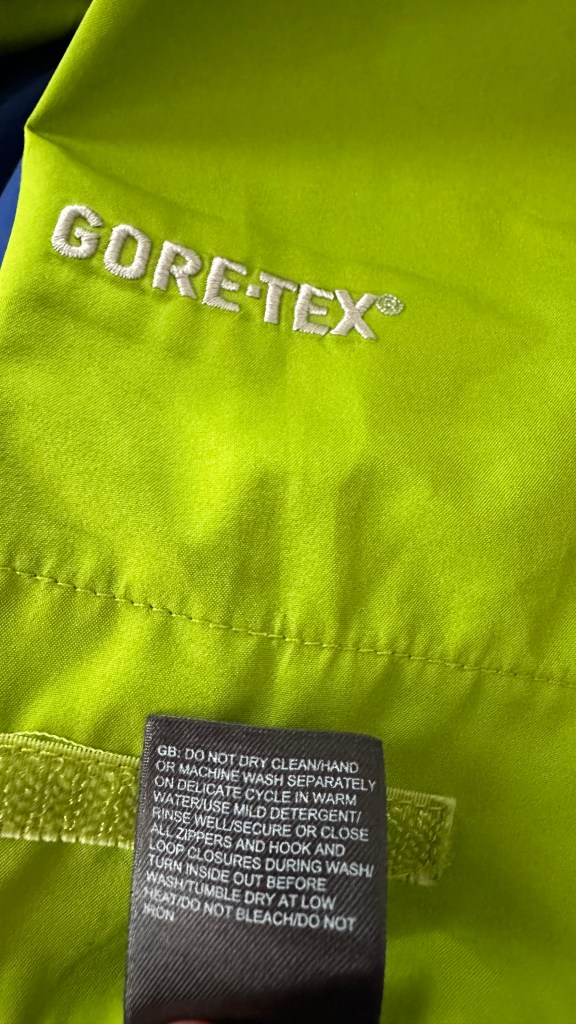 GORE-TEX®
GB: DO NOT DRY CLEAN/HAND
OR MACHINE WASH SEPARATELY
ON DELICATE CYCLE IN WARM
WATER/USE MILD DETERGENT/
RINSE WELL/SECURE OR CLOSE
ALL ZIPPERS AND HOOK AND
LOOP CLOSURES DURING WASH/
TURN INSIDE OUT BEFORE
WASH/TUMBLE DRY AT LOW
HEAT/DO NOT BLEACH/DO NOT
IRON